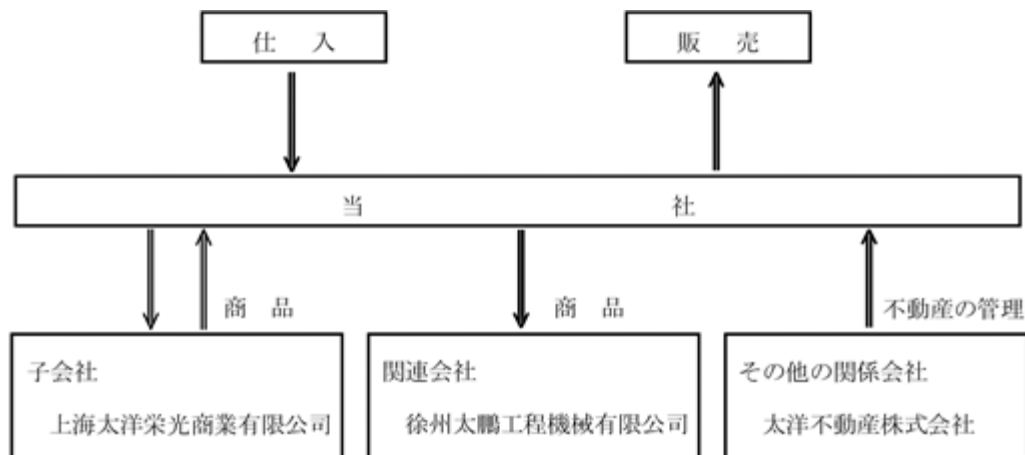 仕 入
販 売
当 社
商 品
商 品
不動産の管理
子会社
上海太洋栄光商業有限公司
関連会社
徐州太鵬工程機械有限公司
その他の関係会社
太洋不動産株式会社